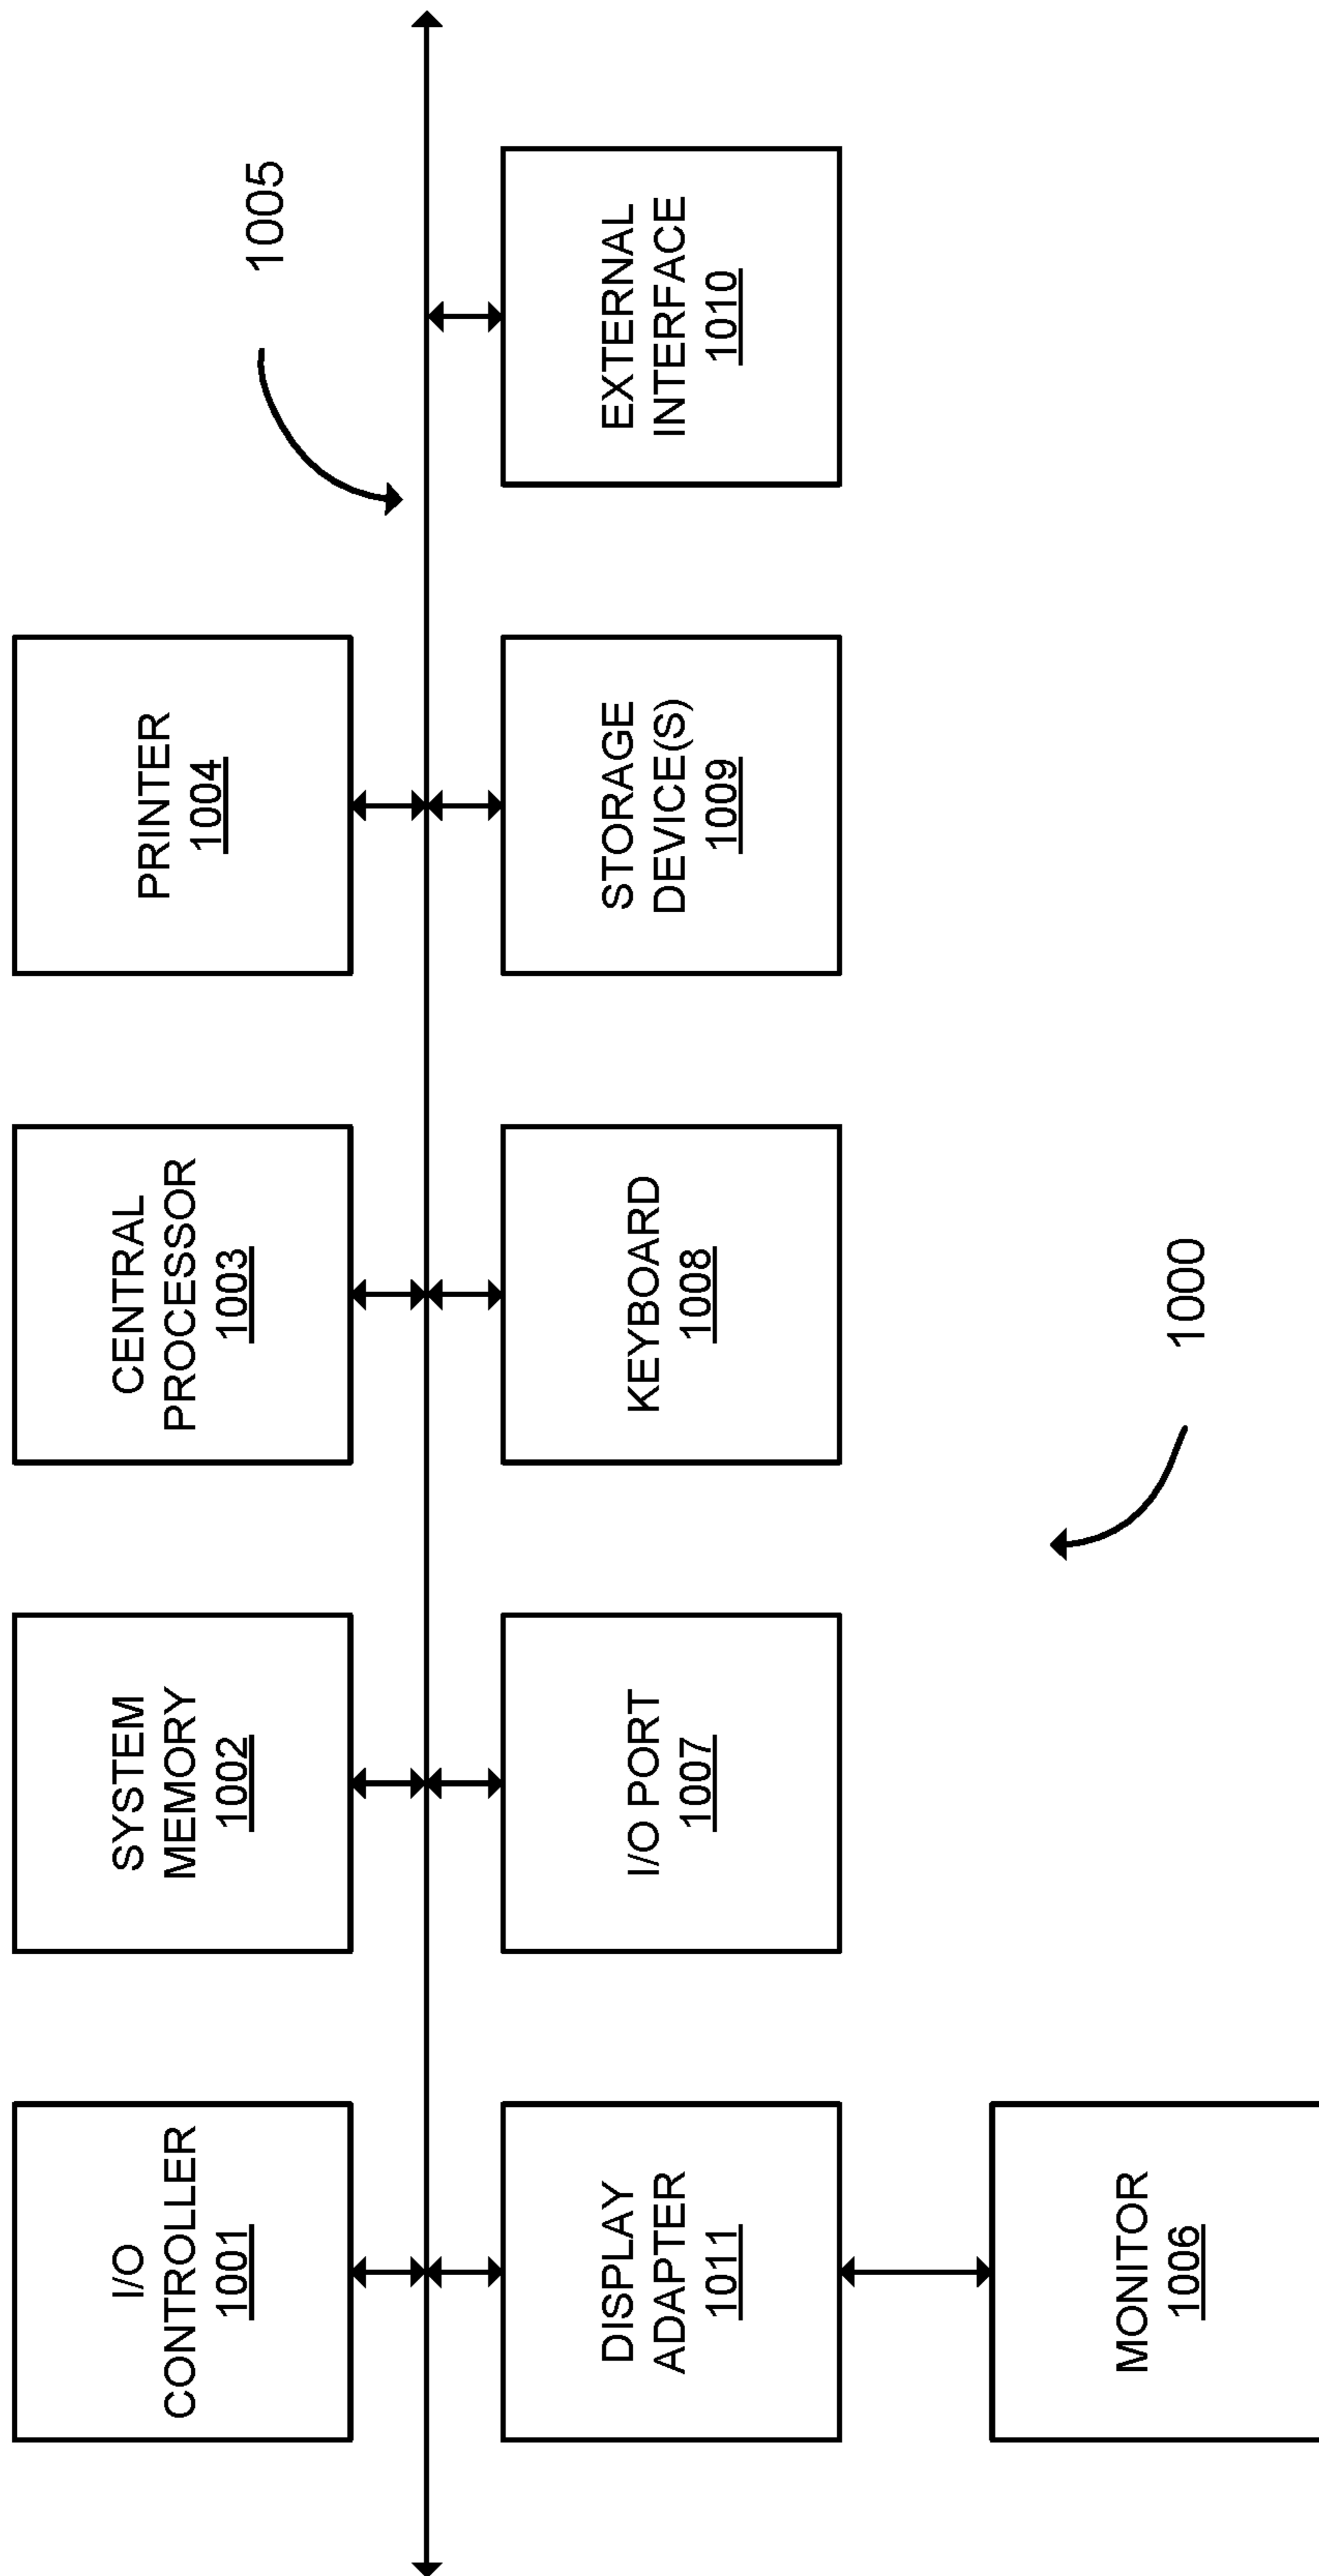 I/O
CONTROLLER
1001
SYSTEM
MEMORY
1002
CENTRAL
PROCESSOR
1003
PRINTER
1004
1005
DISPLAY
ADAPTER
1011
I/O PORT
1007
KEYBOARD
1008
STORAGE
DEVICE(S)
1009
EXTERNAL
INTERFACE
1010
MONITOR
1006
1000